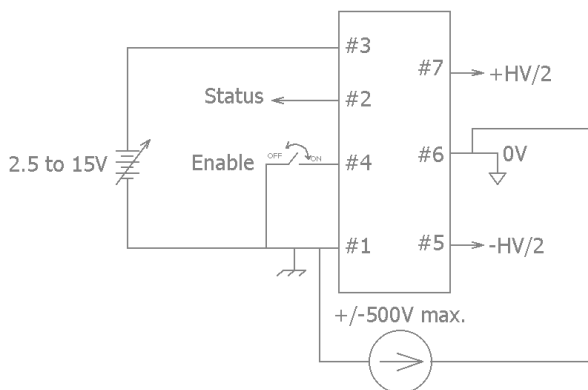 #3
#7
+HV/2
Status
#2
2.5 to 15V
Enable
OFF
ON
#4
#6
0V
#1
#5
-HV/2
+/-500V max.